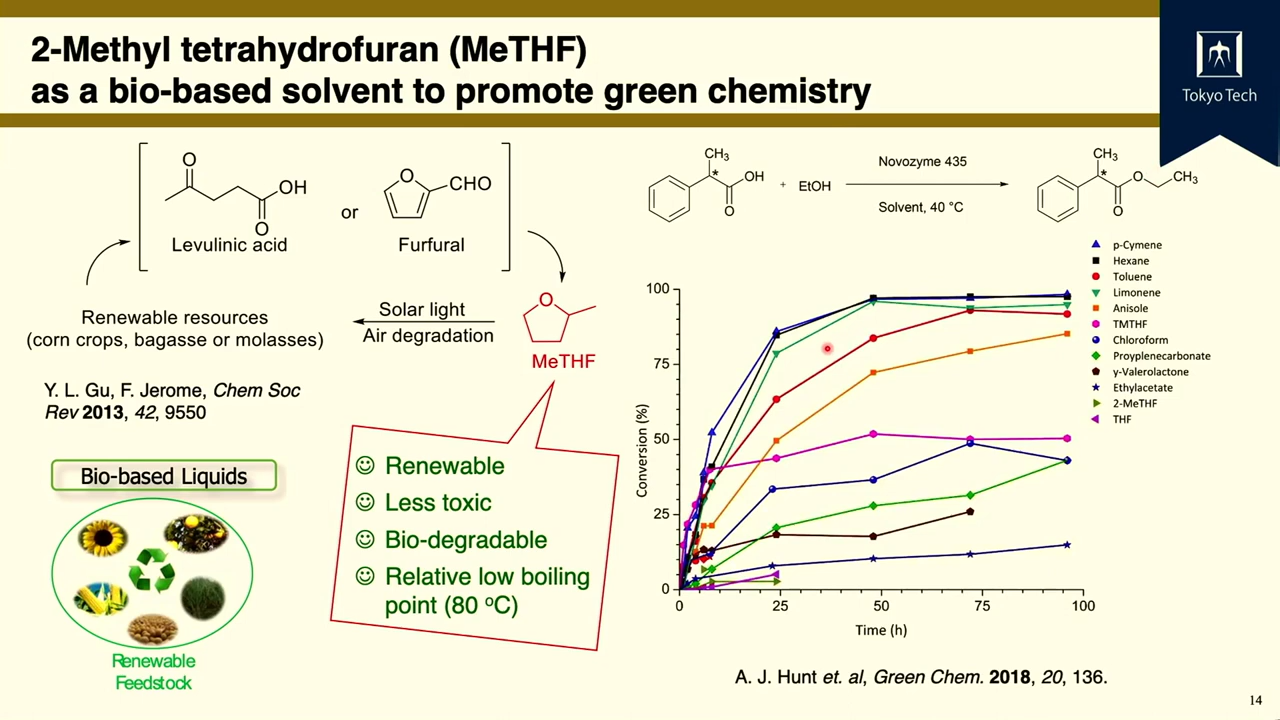 2-Methyl tetrahydrofuran (MeTHF)
as a bio-based solvent to promote green chemistry
Tokyo Tech
O
OH
O
Levulinic acid
or
O
CHO
Furfural
Renewable resources
(corn crops, bagasse or molasses)
Solar light
Air degradation
O
MeTHF
Y. L. Gu, F. Jerome, Chem Soc
Rev 2013, 42, 9550
Bio-based Liquids
Renewable
Feedstock
☺ Renewable
☺ Less toxic
☺ Bio-degradable
☺ Relative low boiling
point (80 ºC)
CH3
*
OH
O
+
EtOH
Novozyme 435
Solvent, 40 °C
CH3
*
O
CH3
O
p-Cymene
Hexane
Toluene
Limonene
Anisole
TMTHF
Chloroform
Proyplenecarbonate
y-Valerolactone
Ethylacetate
2-MeTHF
THF
Conversion (%)
100
75
50
25
0
0 25 50 75 100
Time (h)
A. J. Hunt et. al, Green Chem. 2018, 20, 136.
14